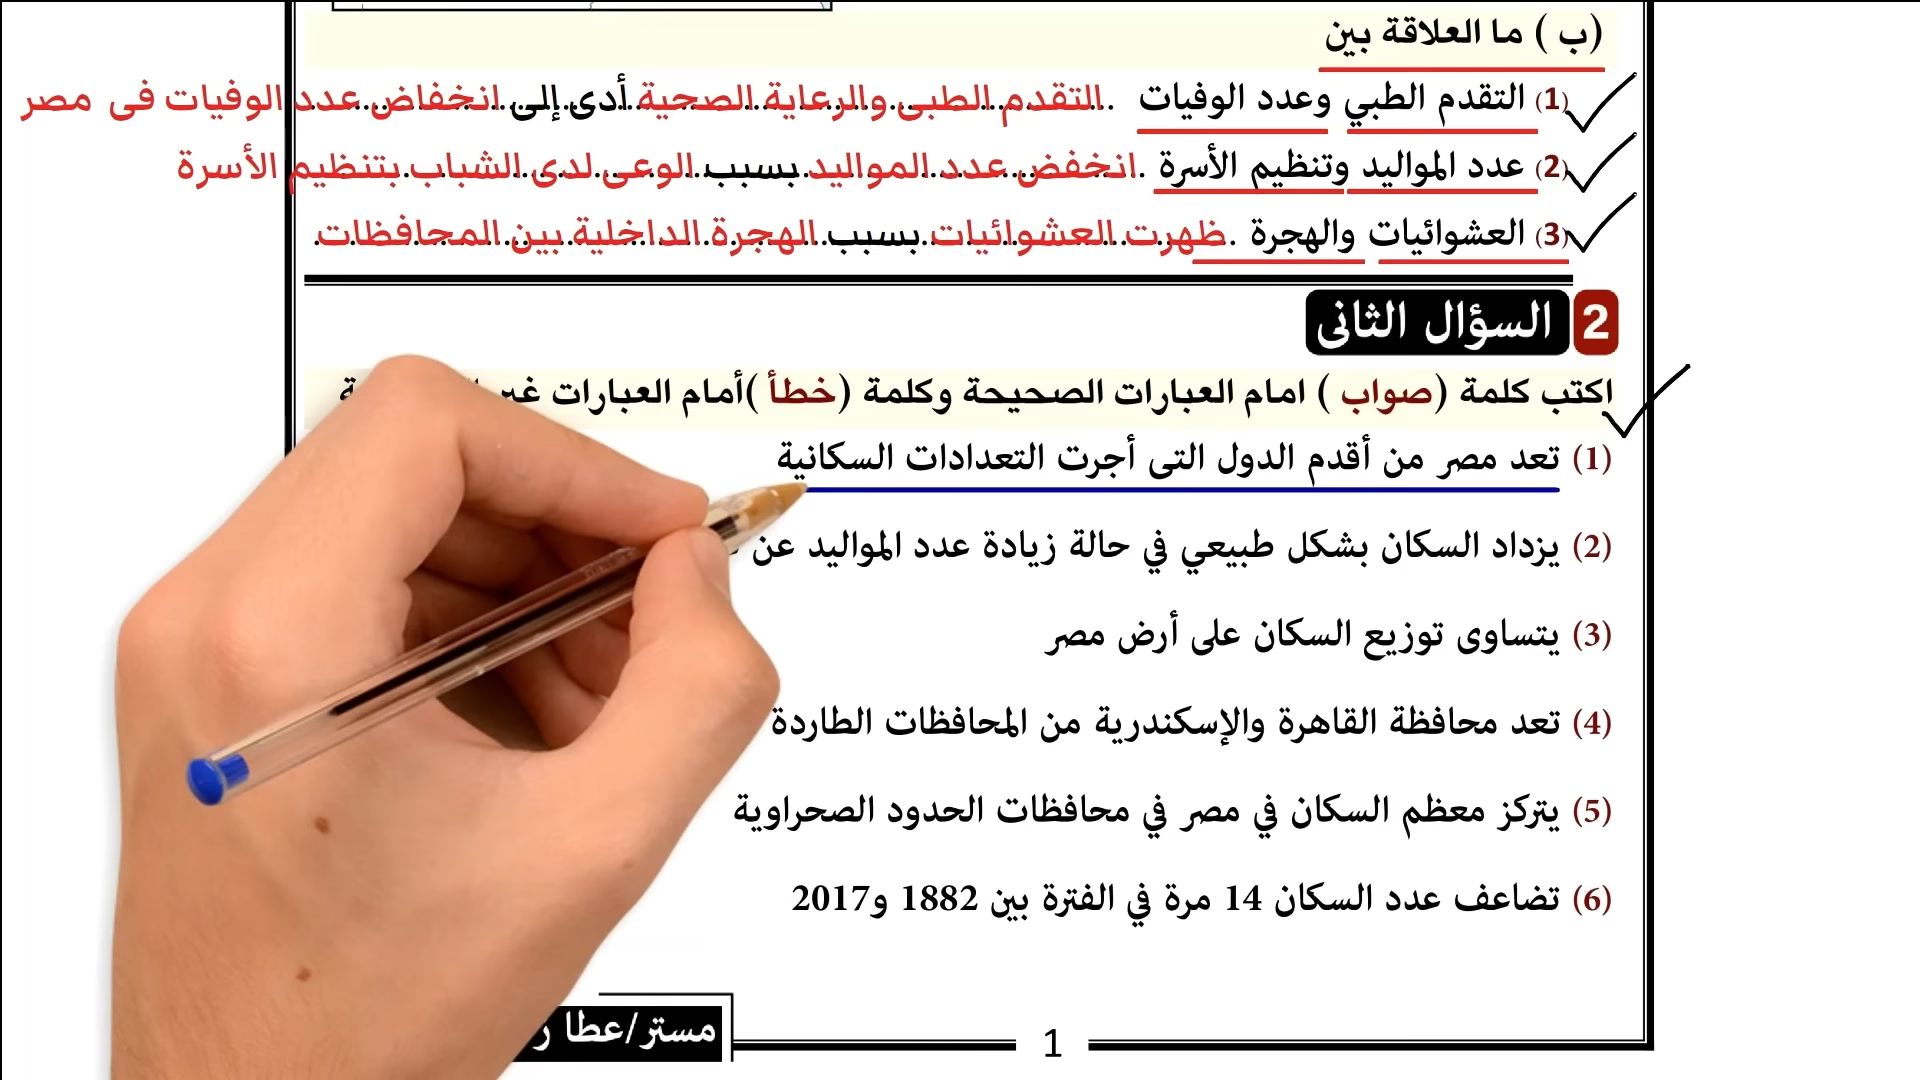 (ب ) ما العلاقة بين
(1) التقدم الطبي وعدد الوفيات .التقدم الطبى والرعاية الصحية أدى إلى انخفاض عدد الوفيات فى مصر
(2) عدد المواليد وتنظيم الأسرة .انخفض عدد المواليد بسبب الوعى لدى الشباب بتنظيم الأسرة
(3) العشوائيات والهجرة .ظهرت العشوائيات بسبب الهجرة الداخلية بين المحافظات
2 السؤال الثانى
اكتب كلمة (صواب ) امام العبارات الصحيحة وكلمة (خطأ )أمام العبارات
(1) تعد مصر من أقدم الدول التى أجرت التعدادات السكانية
(2) يزداد السكان بشكل طبيعي في حالة زيادة عدد المواليد عن
(3) يتساوى توزيع السكان على أرض مصر
(4) تعد محافظة القاهرة والإسكندرية من المحافظات الطاردة
(5) يتركز معظم السكان في مصر في محافظات الحدود الصحراوية
(6) تضاعف عدد السكان 14 مرة في الفترة بين 1882 و2017
مستر/عطا
1